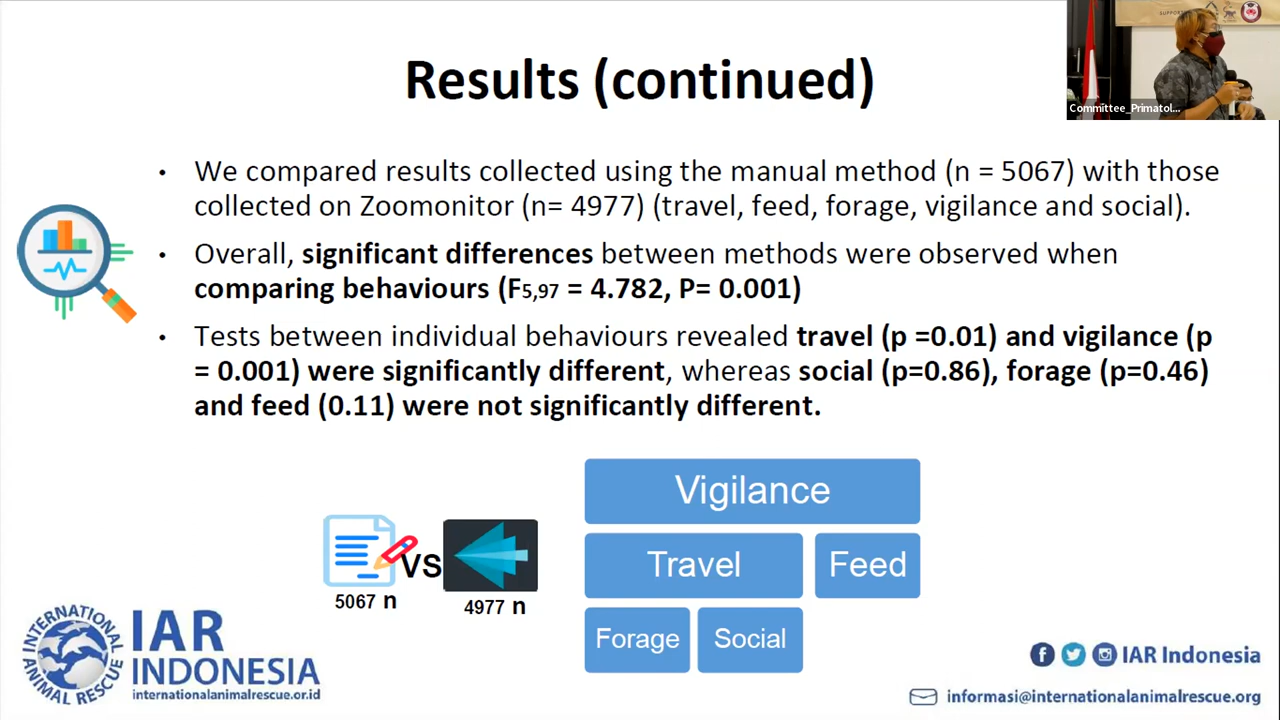 SUPPORT
Committee_Primatol...
Results (continued)
• We compared results collected using the manual method (n = 5067) with those
collected on Zoomonitor (n= 4977) (travel, feed, forage, vigilance and social).
• Overall, significant differences between methods were observed when
comparing behaviours (F5,97 = 4.782, P= 0.001)
• Tests between individual behaviours revealed travel (p =0.01) and vigilance (p
= 0.001) were significantly different, whereas social (p=0.86), forage (p=0.46)
and feed (0.11) were not significantly different.
VS
5067 n
4977 n
Vigilance
Travel
Feed
Forage
Social
INTERNATIONAL
ANIMAL RESCUE
IAR
INDONESIA
internationalanimalrescue.or.id
IAR Indonesia
informasi@internationalanimalrescue.org